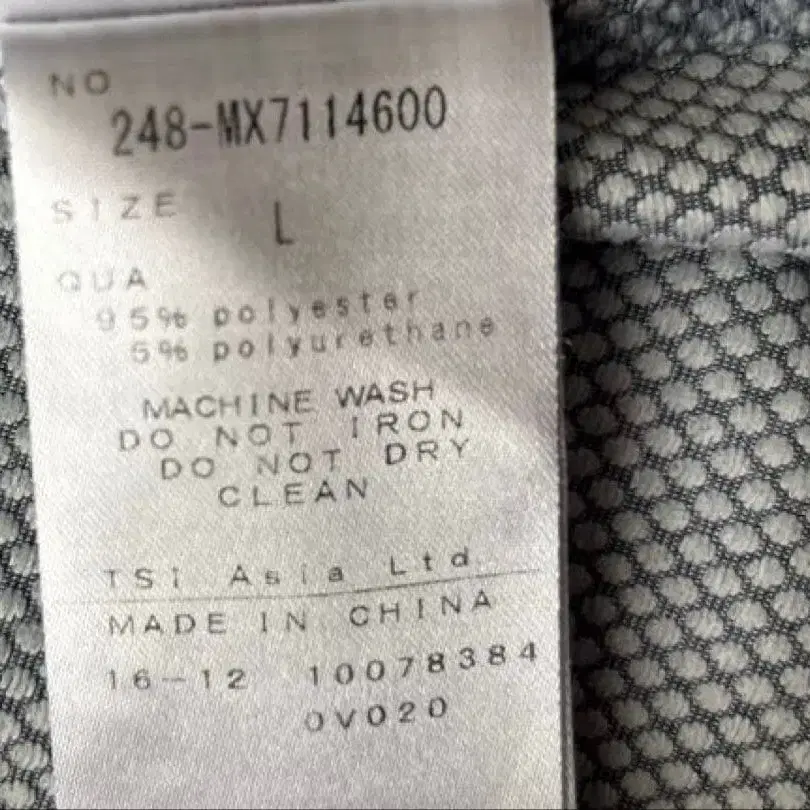 NO
248-MX7114600
SIZE L
QUA
95% polyester
5% polyurethane
MACHINE WASH
DO NOT IRON
DO NOT DRY
CLEAN
TSI Asia Ltd
MADE IN CHINA
16-12 10078384
0V020